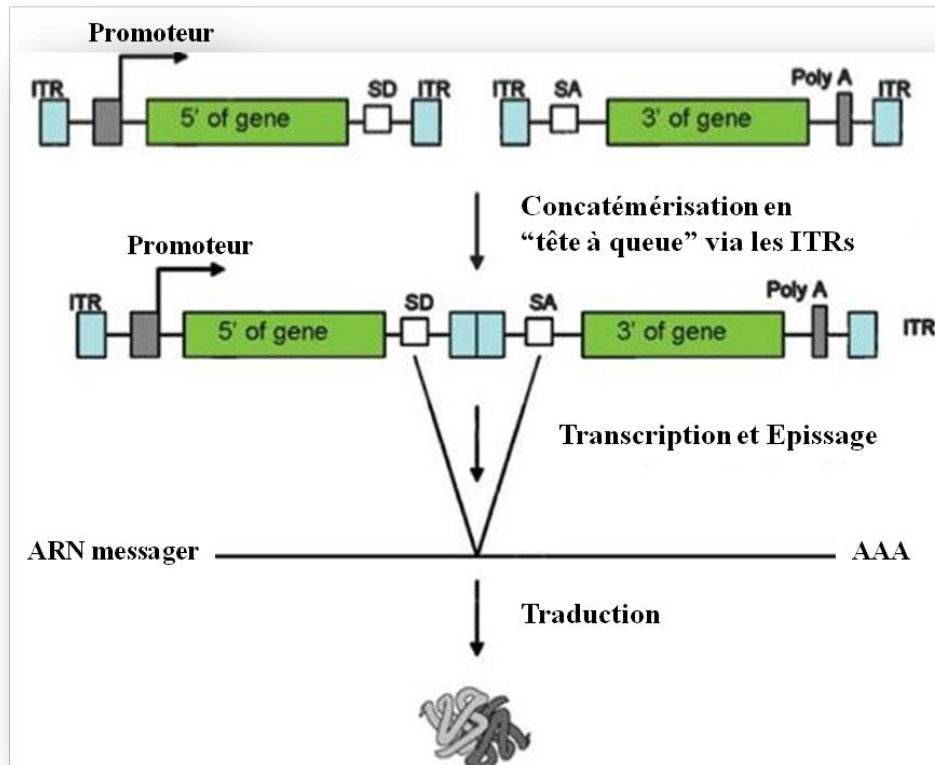 Promoteur
ITR SD ITR ITR SA Poly A ITR
5' of gene 3' of gene
Concatémérisation en
“tête à queue” via les ITRs
Promoteur
ITR SD SA Poly A
ITR
5' of gene 3' of gene
Transcription et Epissage
ARN messager AAA
Traduction